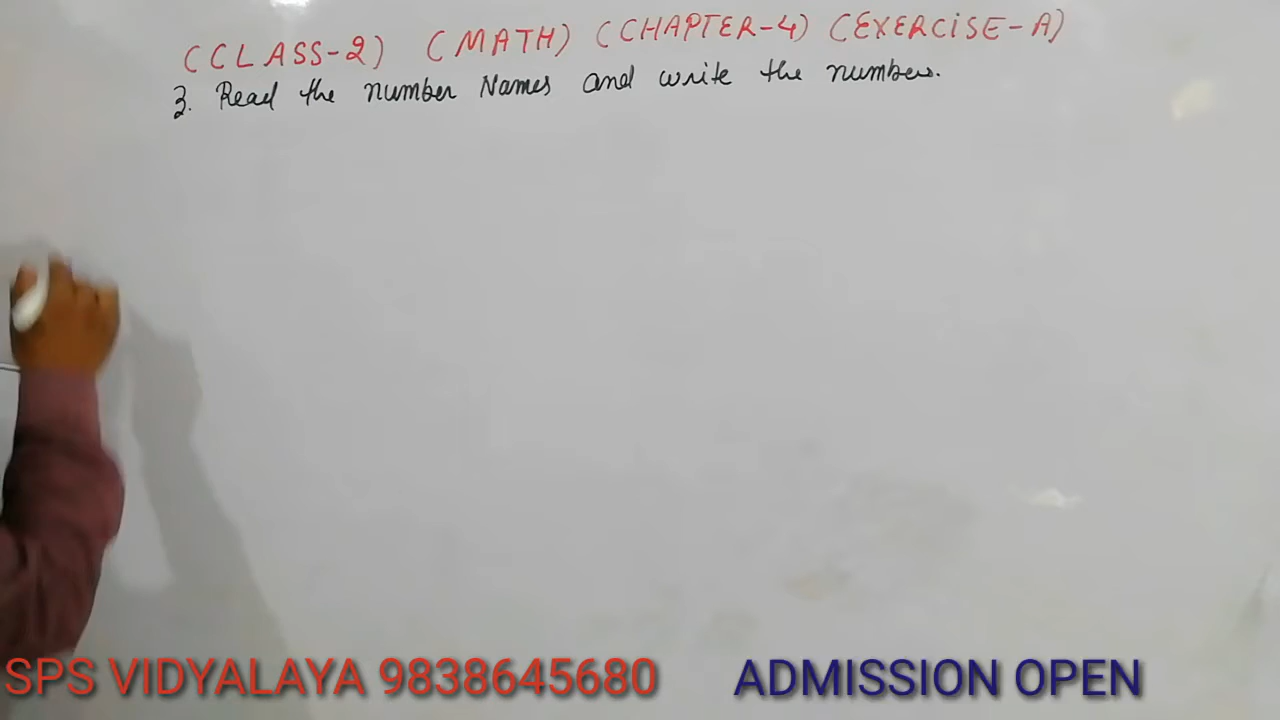 (CLASS-2) (MATH) (CHAPTER-4) (EXERCiSE-A)
3. Read the number Names and write the numbers.
SPS VIDYALAYA 9838645680 ADMISSION OPEN